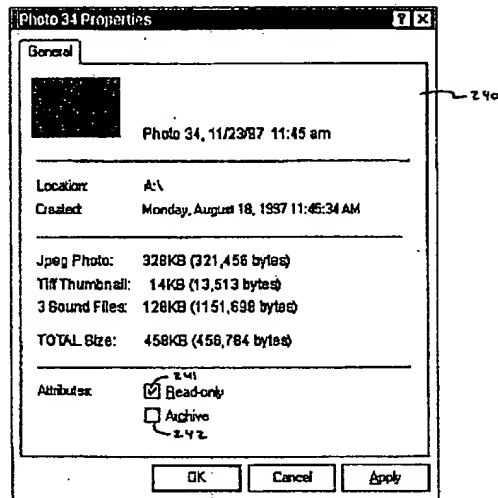 Photo 34 Properties
General
240
Photo 34, 11/23/97 11:45 am
Location: A:\
Created: Monday, August 18, 1997 11:45:34 AM
Jpeg Photo: 328KB (321,456 bytes)
Tiff Thumbnail: 14KB (13,513 bytes)
3 Sound Files: 128KB (1151,698 bytes)
TOTAL Size: 458KB (456,784 bytes)
241
Attributes: Read-only
Archive
242
OK Cancel Apply